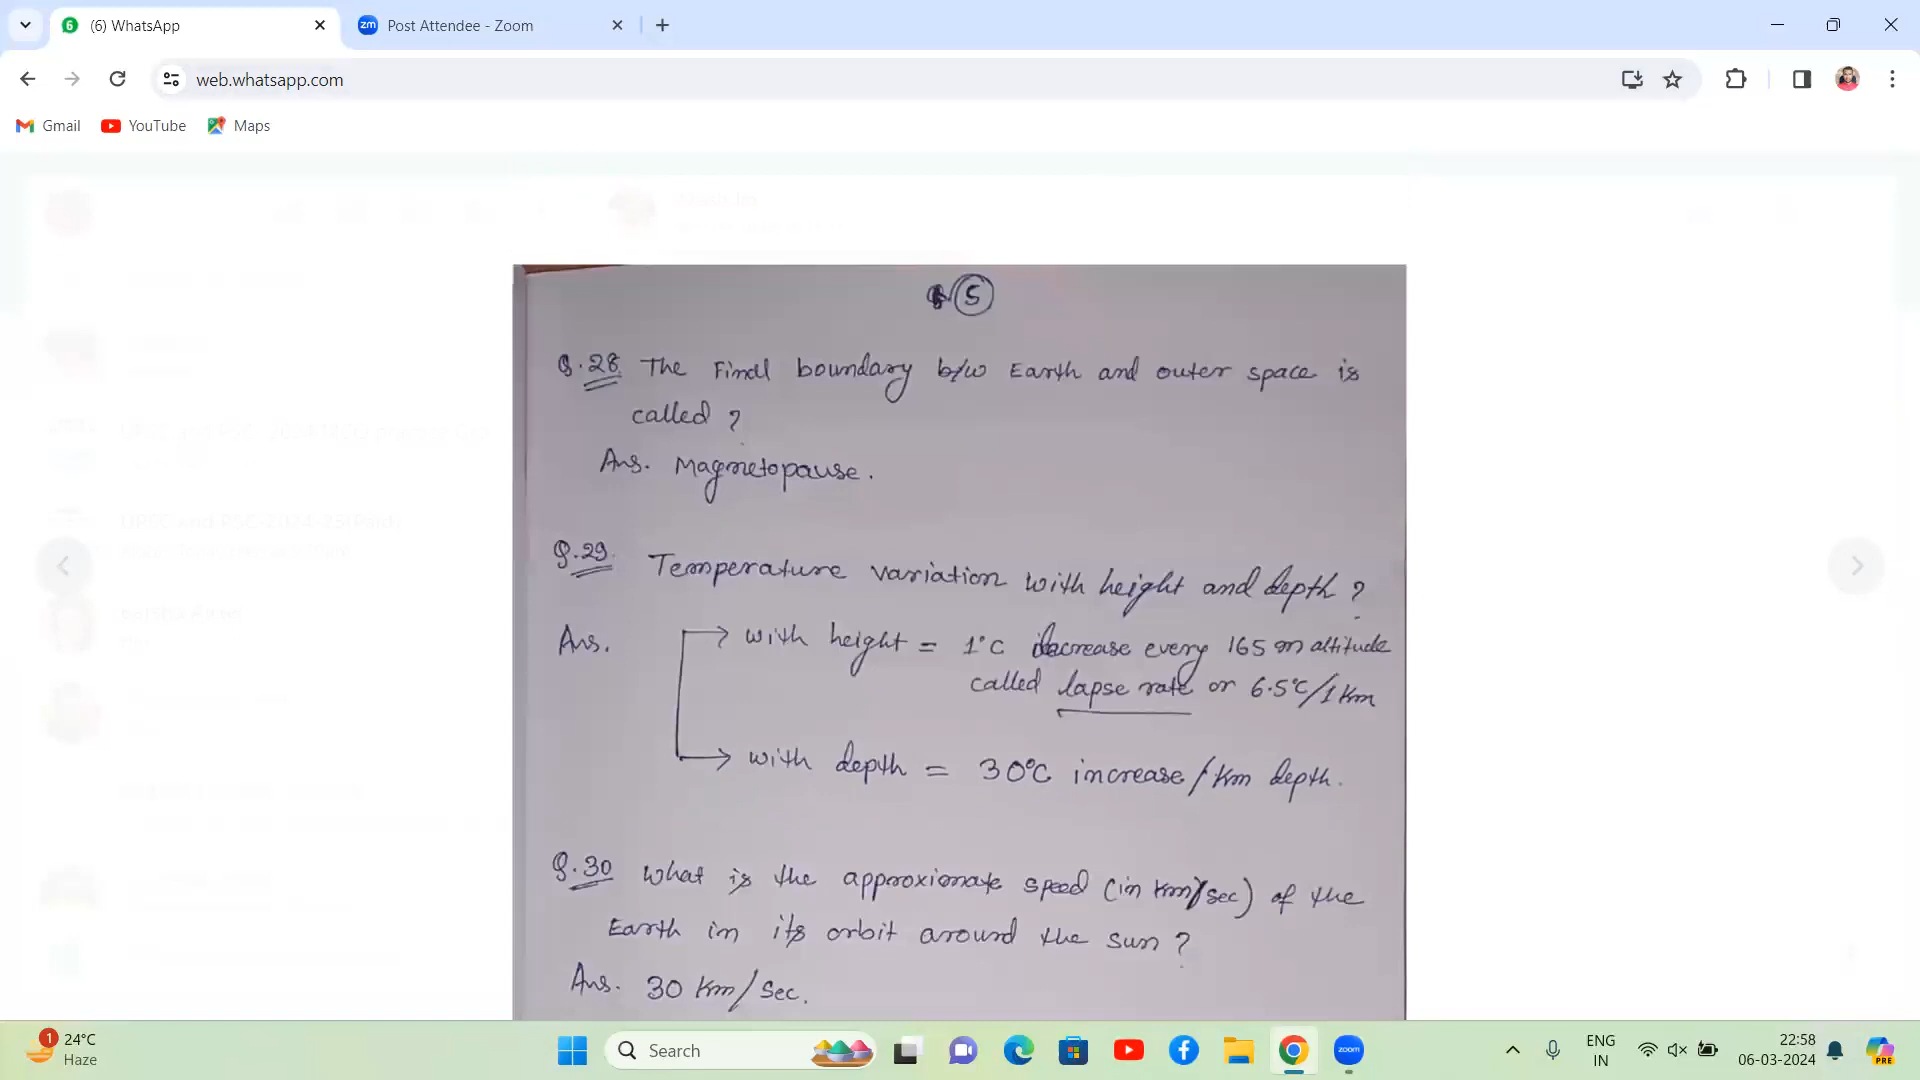 (6) WhatsApp
Post Attendee - Zoom
web.whatsapp.com
Gmail
YouTube
Maps
5
Q.28. The Final boundary b/w Earth and outer space is
called ?
Ans. Magnetopause.
Q.29. Temperature variation with height and depth ?
Ans. → with height = 1°C decrease every 165 m altitude
called lapse rate or 6.5°C/1 Km
→ with depth = 30°C increase/Km depth.
Q.30 What is the approximate speed (in km/sec) of the
Earth in its orbit around the sun ?
Ans. 30 Km/Sec.
1
24°C
Haze
Search
zoom
ENG
IN
22:58
06-03-2024
PRE